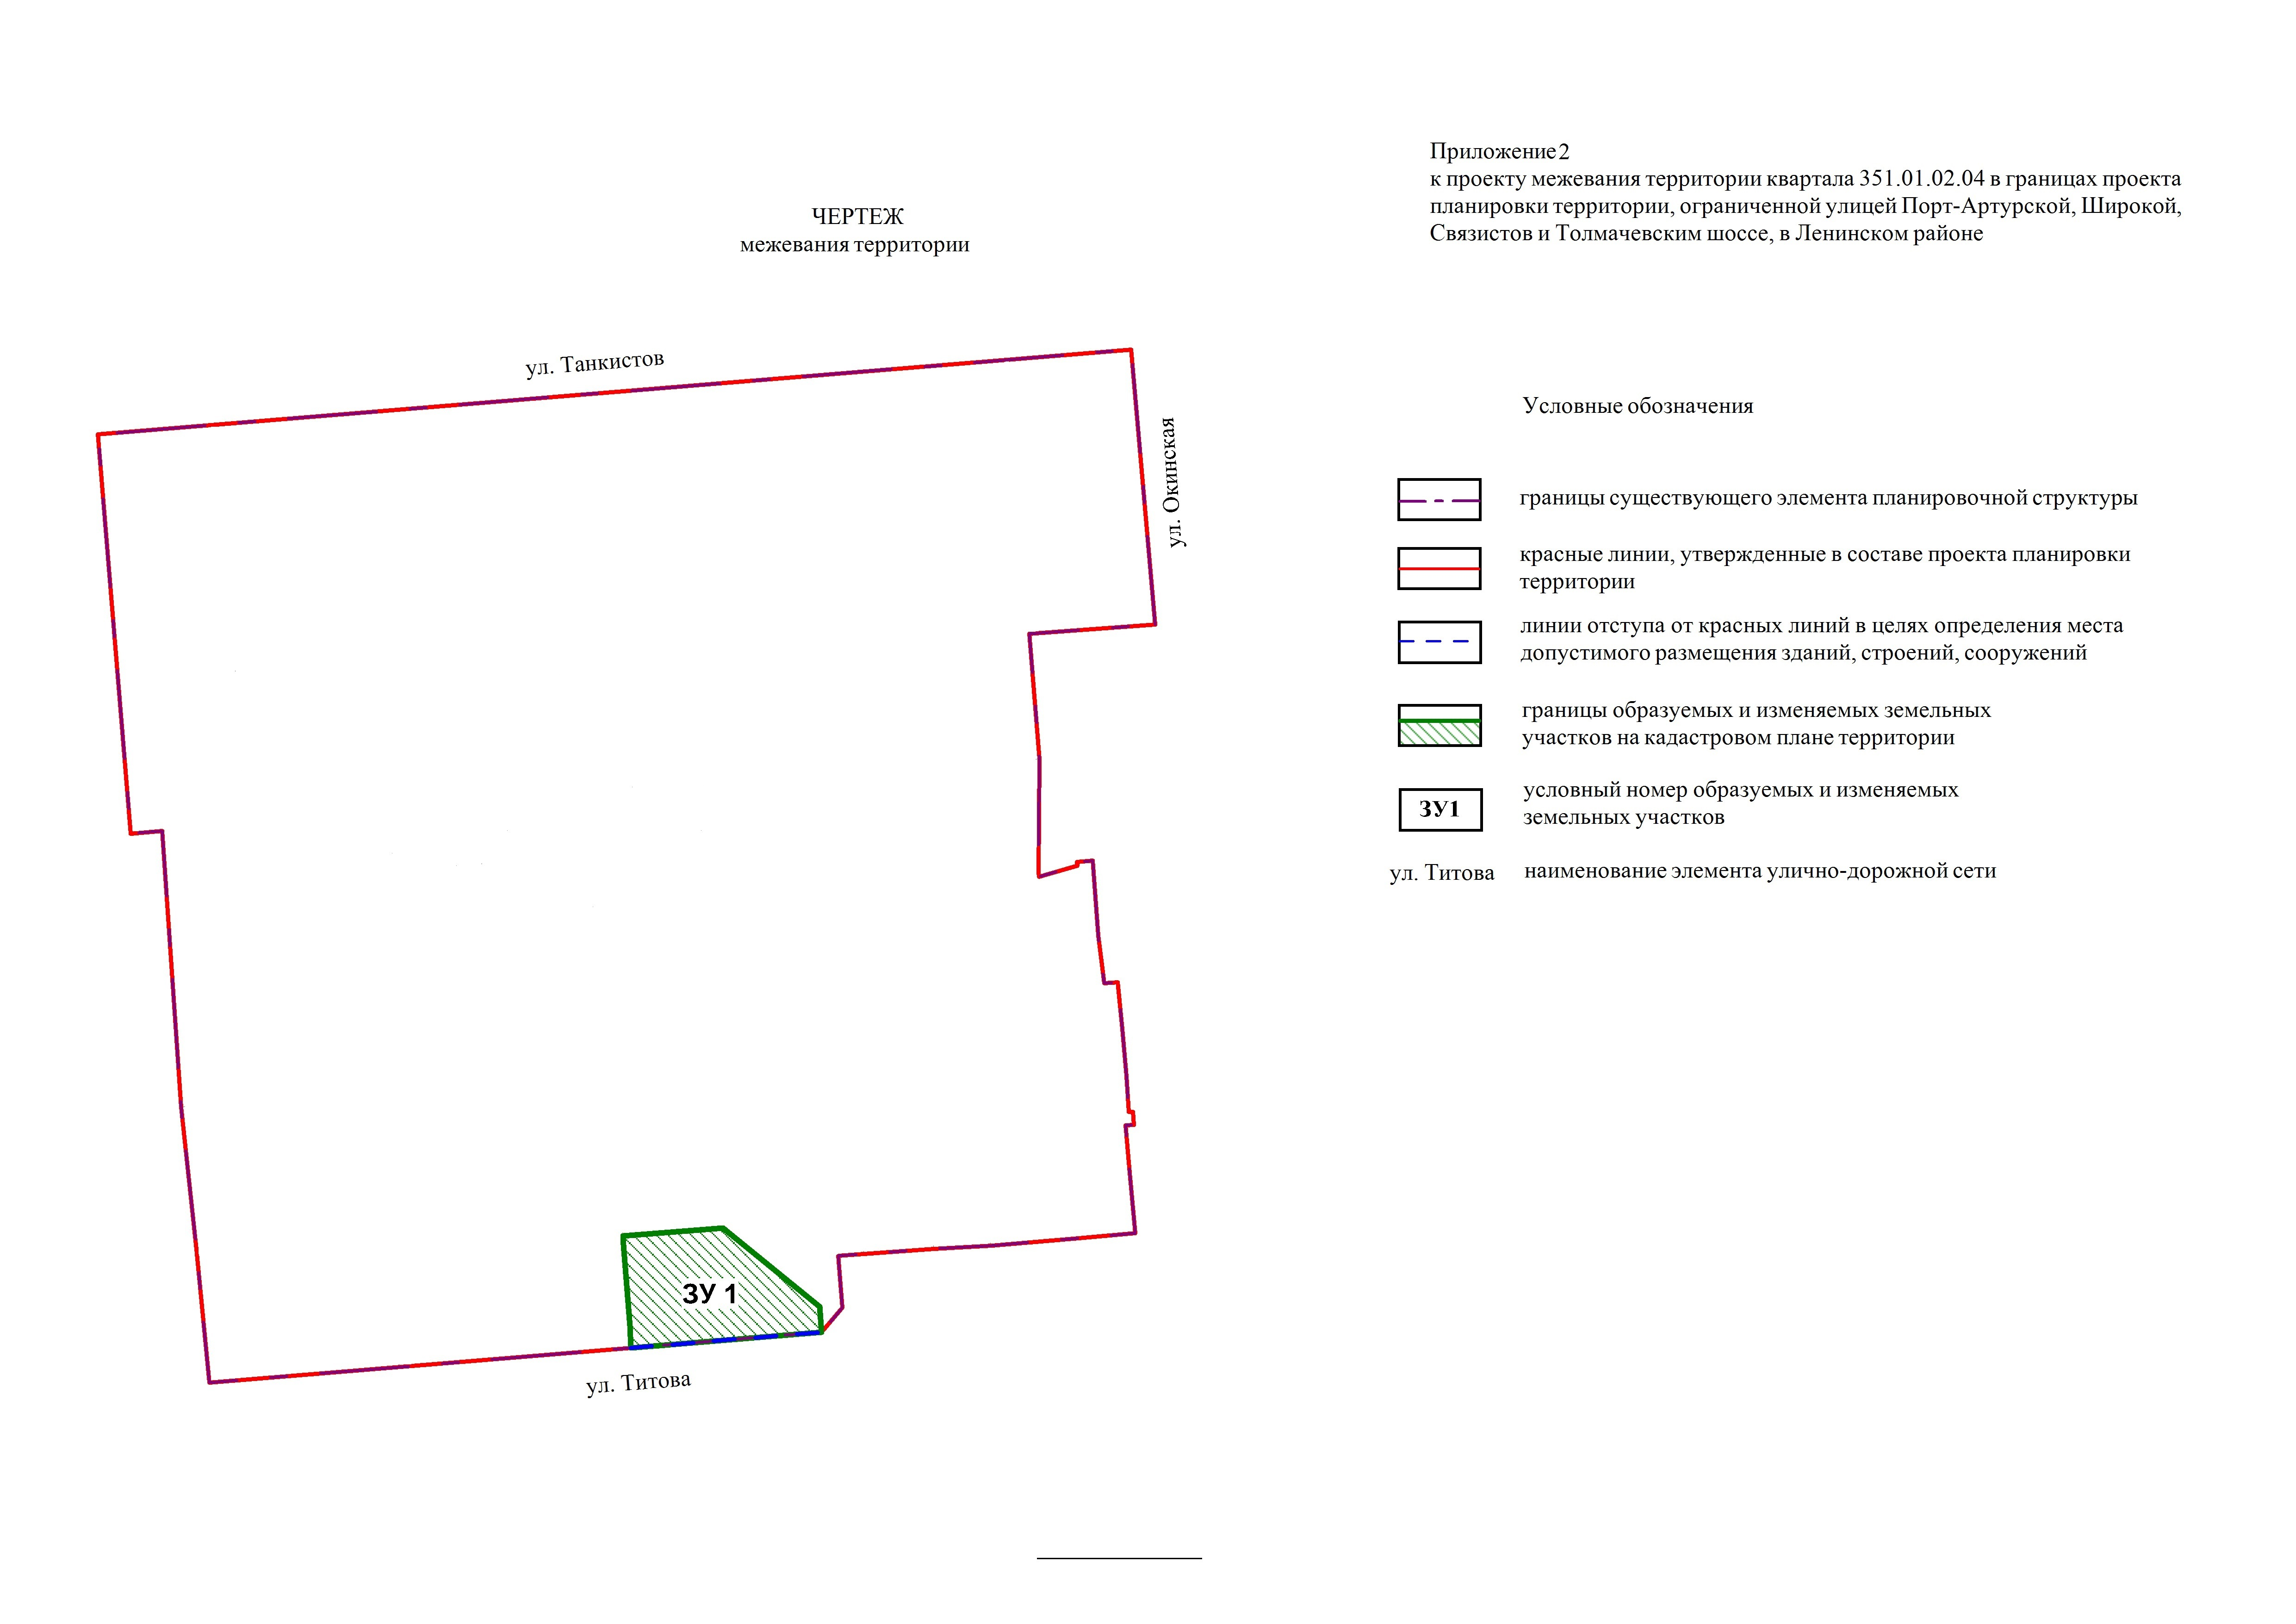 Приложение 2
к проекту межевания территории квартала 351.01.02.04 в границах проекта
планировки территории, ограниченной улицей Порт-Артурской, Широкой,
Связистов и Толмачевским шоссе, в Ленинском районе
ЧЕРТЕЖ
межевания территории
ул. Танкистов
ул. Окинская
ЗУ 1
ул. Титова
Условные обозначения
границы существующего элемента планировочной структуры
красные линии, утвержденные в составе проекта планировки
территории
линии отступа от красных линий в целях определения места
допустимого размещения зданий, строений, сооружений
границы образуемых и изменяемых земельных
участков на кадастровом плане территории
ЗУ1
условный номер образуемых и изменяемых
земельных участков
ул. Титова
наименование элемента улично-дорожной сети